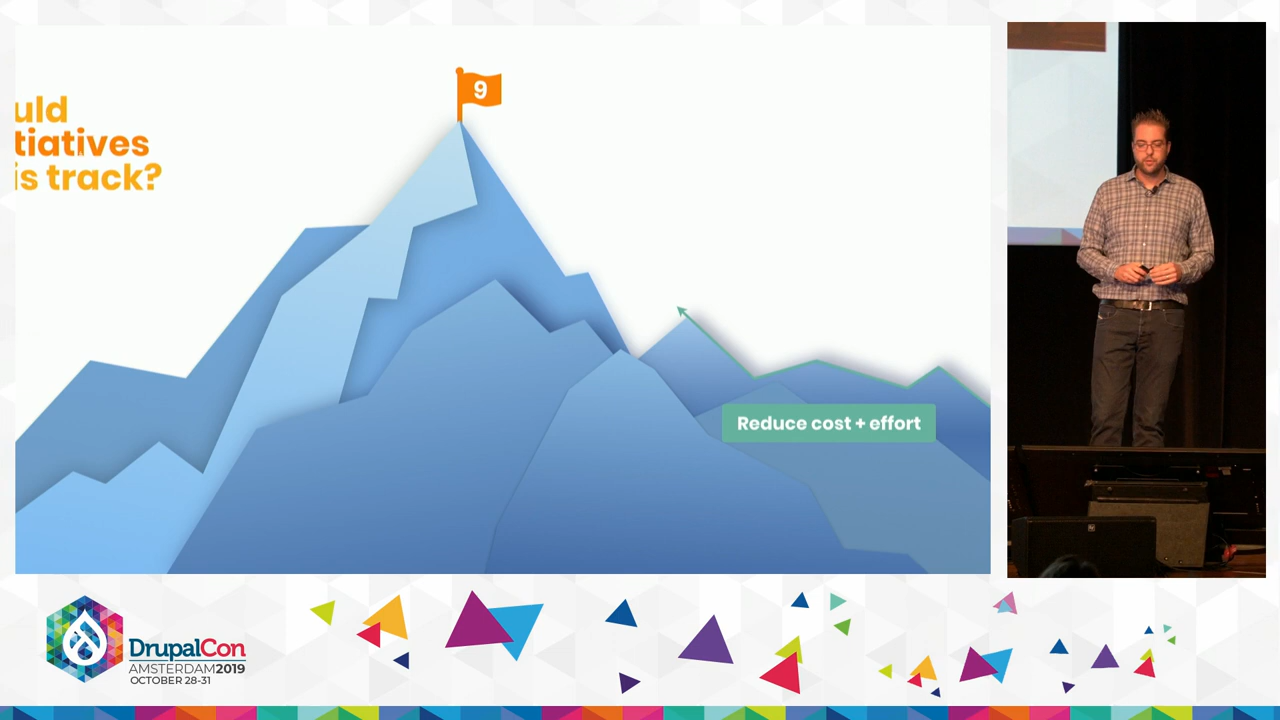 uld
tiatives
is track?
9
Reduce cost + effort
DrupalCon
AMSTERDAM2019
OCTOBER 28-31